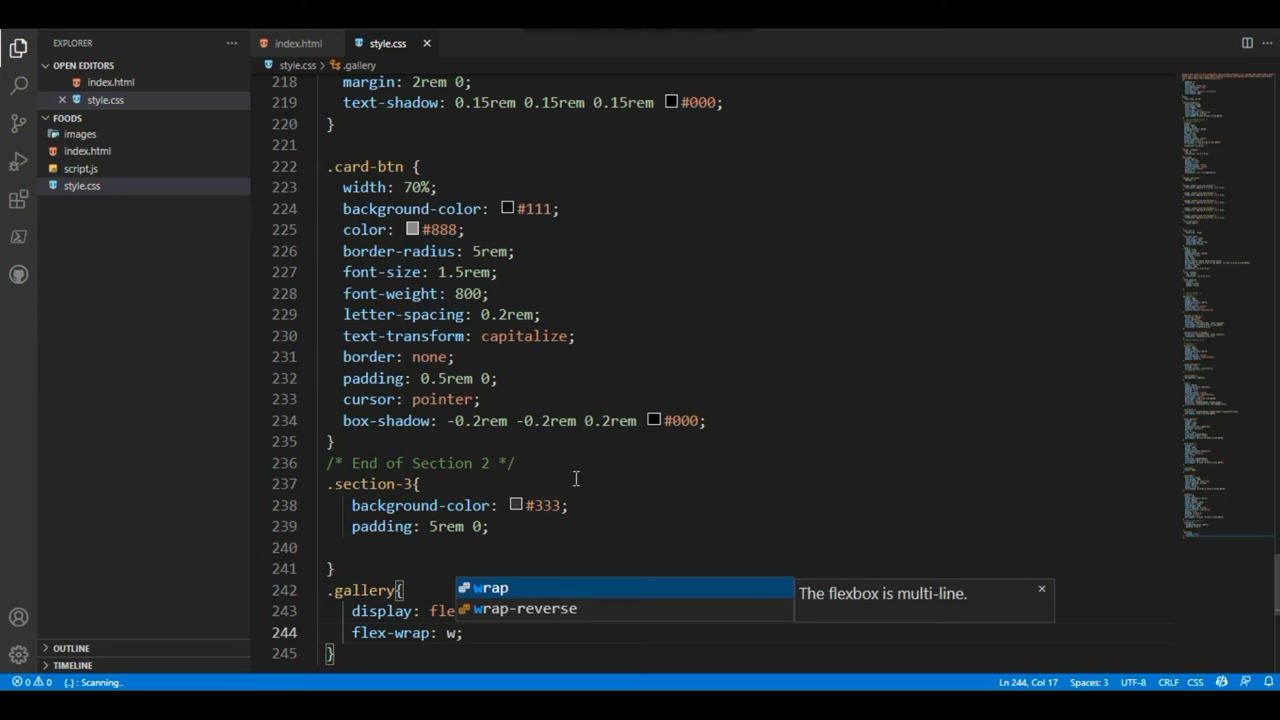 EXPLORER
index.html
style.css
OPEN EDITORS
style.css > .gallery
index.html
style.css
FOODS
images
index.html
script.js
style.css
218 margin: 2rem 0;
219 text-shadow: 0.15rem 0.15rem 0.15rem #000;
220 }
221
222 .card-btn {
223 width: 70%;
224 background-color: #111;
225 color: #888;
226 border-radius: 5rem;
227 font-size: 1.5rem;
228 font-weight: 800;
229 letter-spacing: 0.2rem;
230 text-transform: capitalize;
231 border: none;
232 padding: 0.5rem 0;
233 cursor: pointer;
234 box-shadow: -0.2rem -0.2rem 0.2rem #000;
235 }
236 /* End of Section 2 */
237 .section-3{
238 background-color: #333;
239 padding: 5rem 0;
240
241 }
242 .gallery{
wrap
The flexbox is multi-line.
243 display: fle
wrap-reverse
244 flex-wrap: w;
245 }
OUTLINE
TIMELINE
0 0 {..} : Scanning..
Ln 244, Col 17 Spaces: 3 UTF-8 CRLF CSS